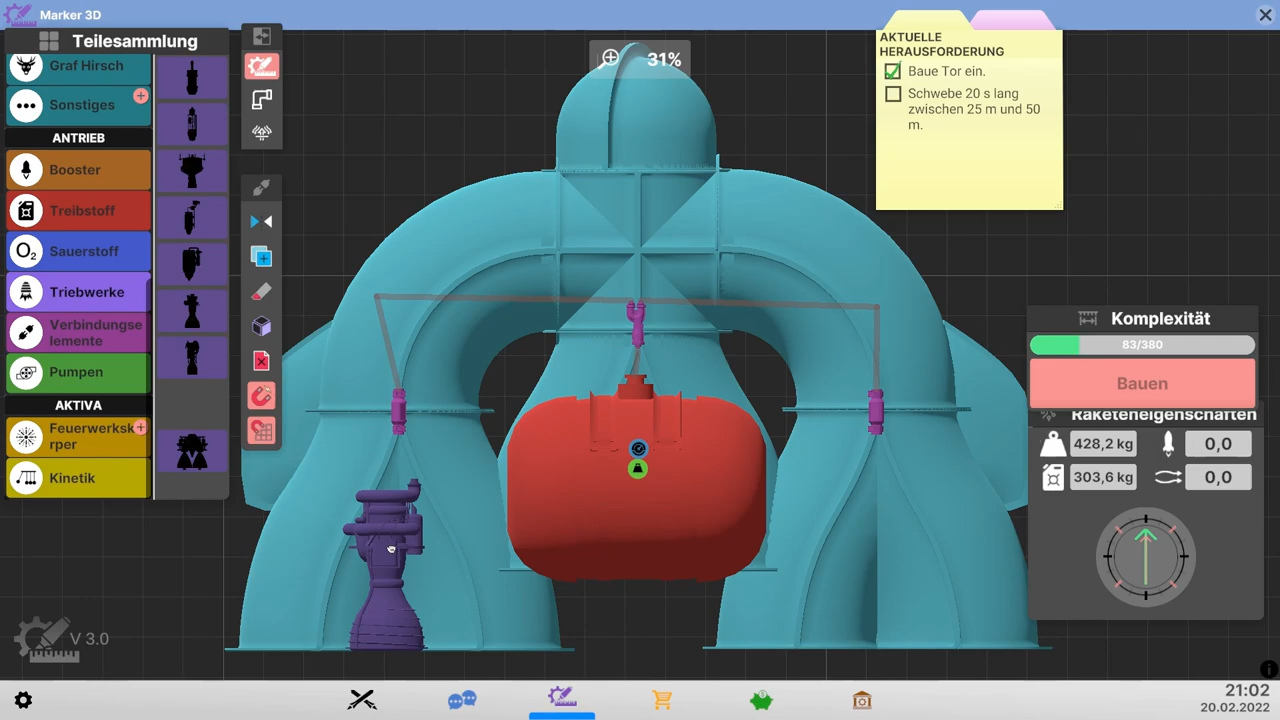 Marker 3D
Teilesammlung
Graf Hirsch
Sonstiges
ANTRIEB
Booster
Treibstoff
O₂ Sauerstoff
Triebwerke
Verbindungse
lemente
Pumpen
AKTIVA
Feuerwerksk
rper
Kinetik
V 3.0
31%
AKTUELLE
HERAUSFORDERUNG
Baue Tor ein.
Schwebe 20 s lang
zwischen 25 m und 50
m.
Komplexität
83/380
Bauen
Raketeneigenschaften
428,2 kg
0,0
303,6 kg
0,0
21:02
20.02.2022